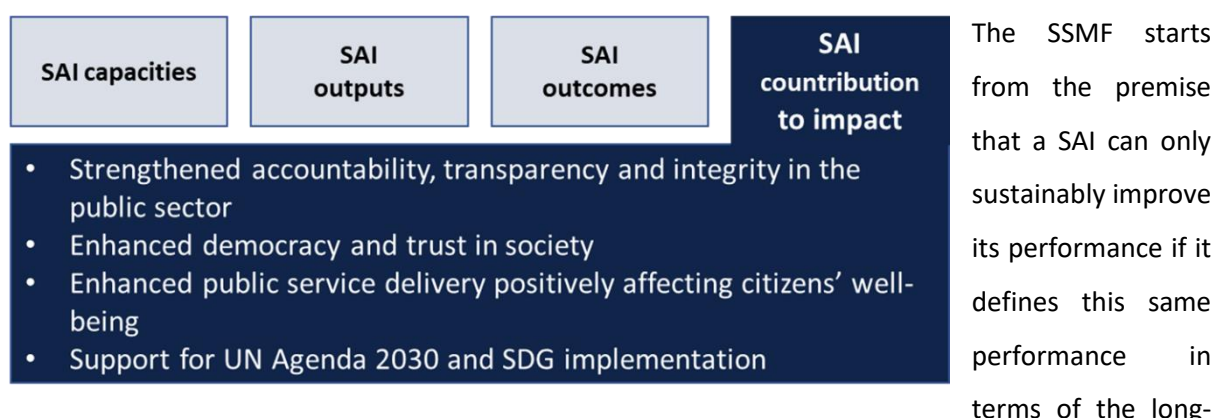 SAI capacities
SAI
outputs
SAI
outcomes
SAI
countribution
to impact
• Strengthened accountability, transparency and integrity in the
public sector
• Enhanced democracy and trust in society
• Enhanced public service delivery positively affecting citizens’ well-
being
• Support for UN Agenda 2030 and SDG implementation
The SSMF starts
from the premise
that a SAI can only
sustainably improve
its performance if it
defines this same
performance in
terms of the long-